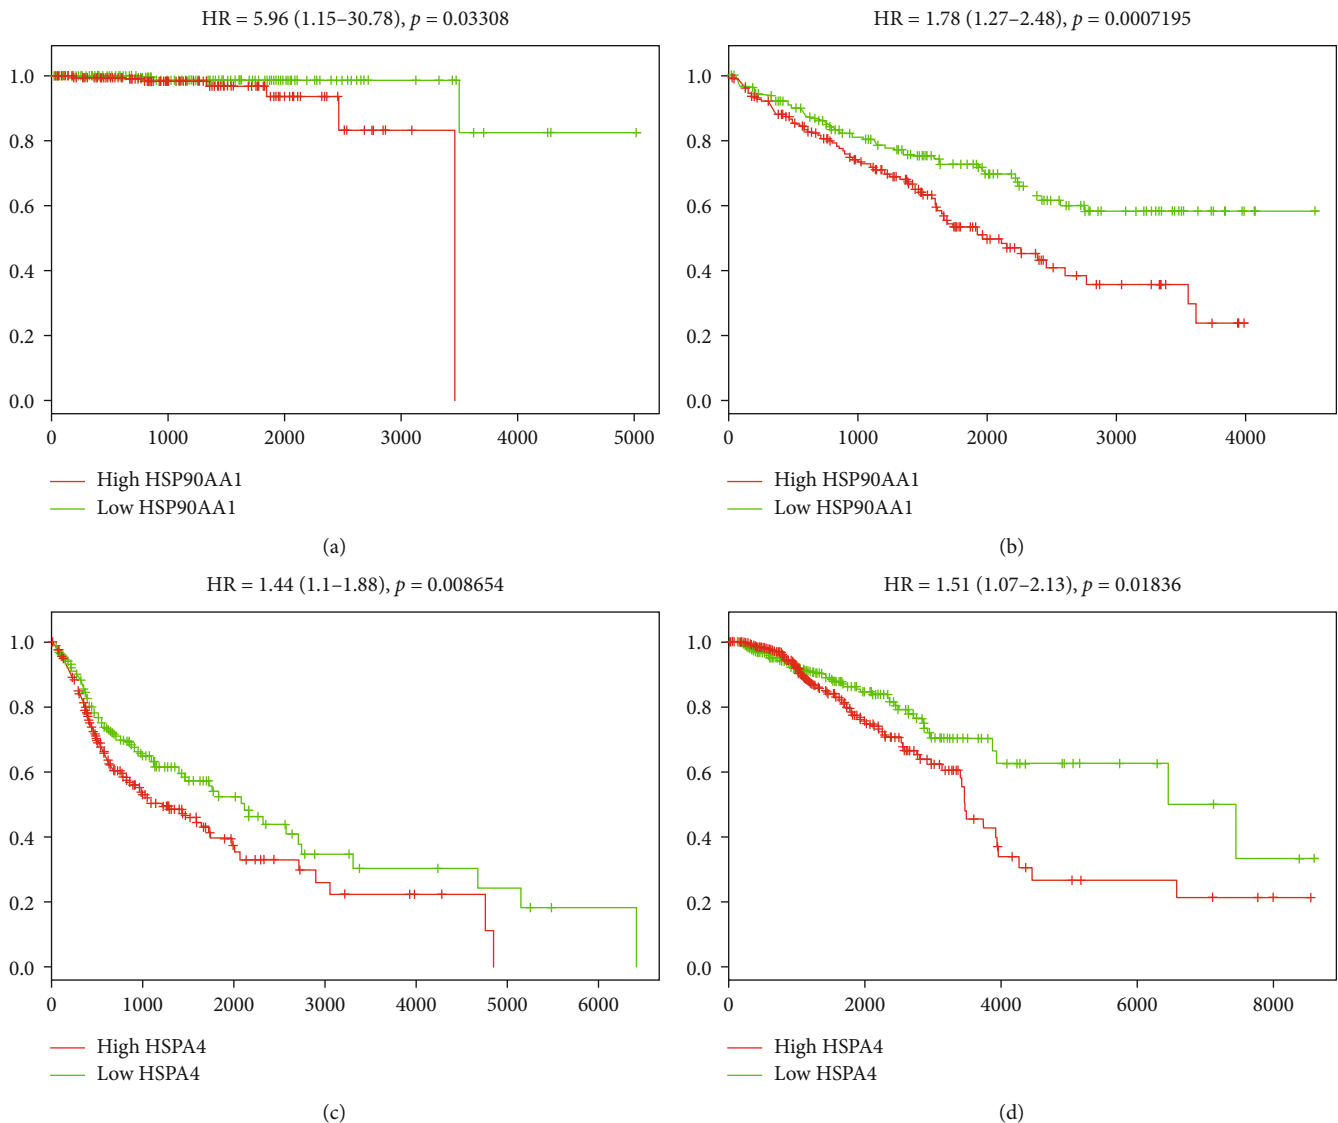 HR = 5.96 (1.15–30.78), p = 0.03308
1.0
0.8
0.6
0.4
0.2
0.0
0 1000 2000 3000 4000 5000
High HSP90AA1
Low HSP90AA1
(a)
HR = 1.78 (1.27–2.48), p = 0.0007195
1.0
0.8
0.6
0.4
0.2
0.0
0 1000 2000 3000 4000
High HSP90AA1
Low HSP90AA1
(b)
HR = 1.44 (1.1–1.88), p = 0.008654
1.0
0.8
0.6
0.4
0.2
0.0
0 1000 2000 3000 4000 5000 6000
High HSPA4
Low HSPA4
(c)
HR = 1.51 (1.07–2.13), p = 0.01836
1.0
0.8
0.6
0.4
0.2
0.0
0 2000 4000 6000 8000
High HSPA4
Low HSPA4
(d)